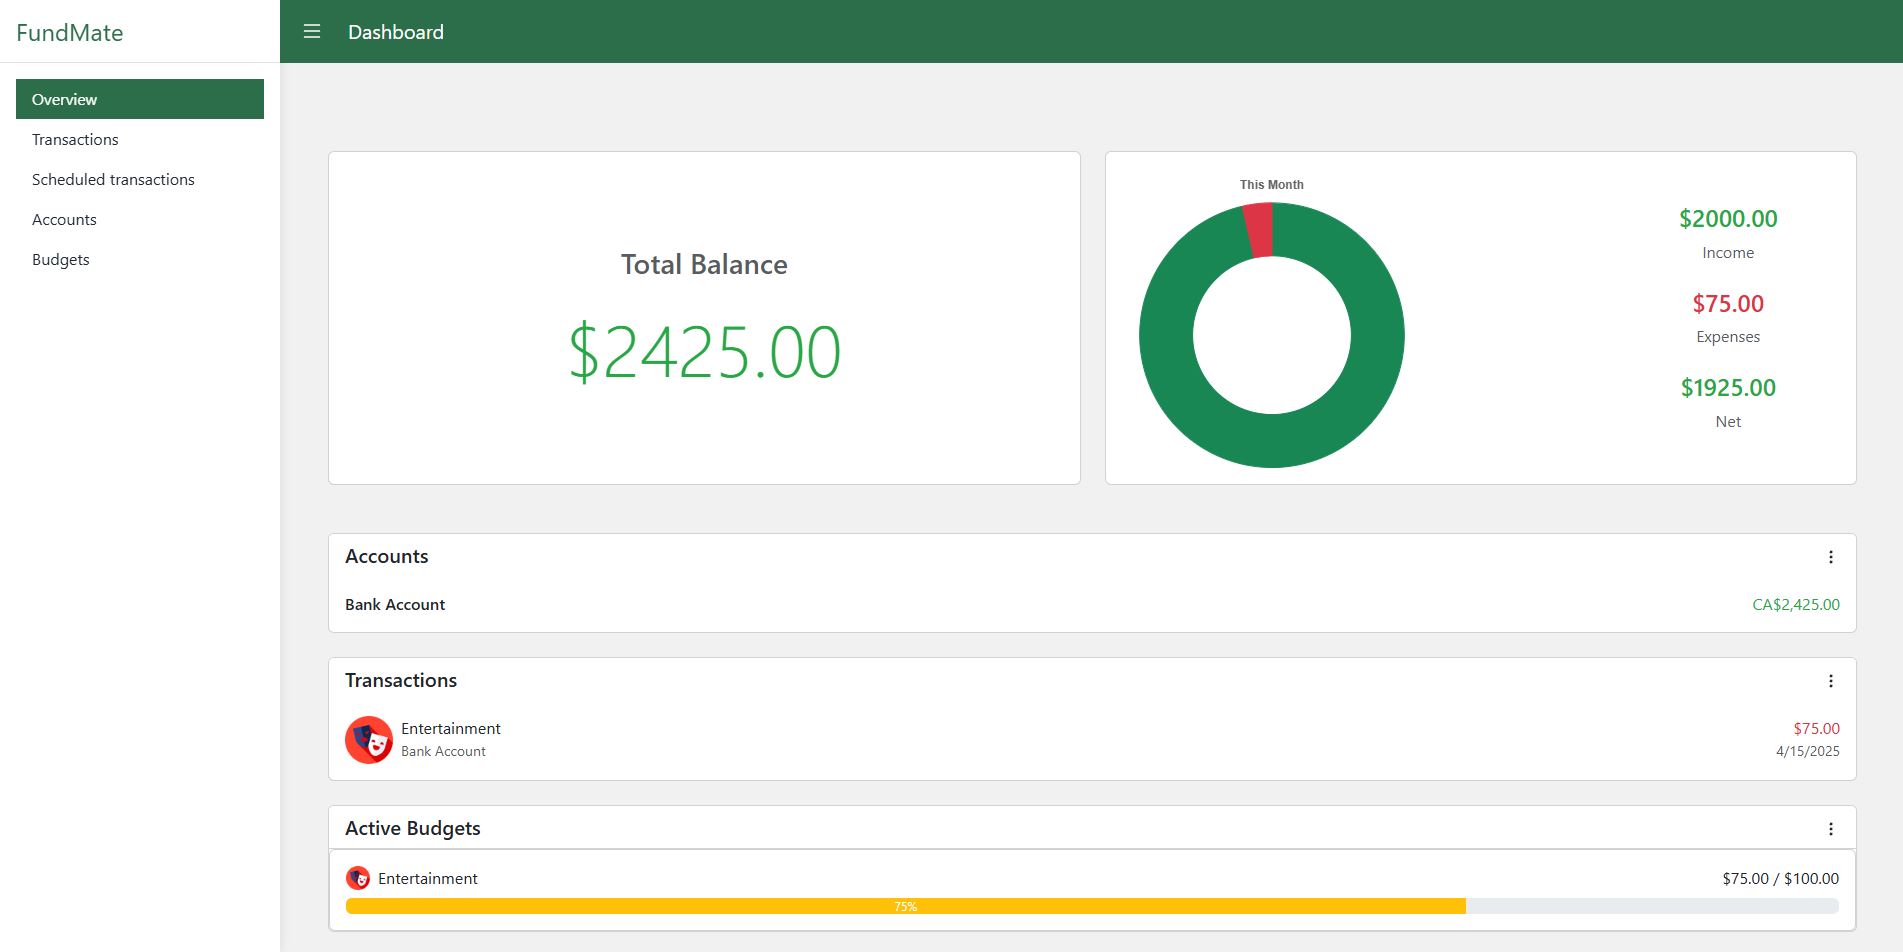 FundMate
Dashboard
Overview
Transactions
Scheduled transactions
Accounts
Budgets
Total Balance
$2425.00
This Month
$2000.00
Income
$75.00
Expenses
$1925.00
Net
Accounts
Bank Account
CA$2,425.00
Transactions
Entertainment
Bank Account
$75.00
4/15/2025
Active Budgets
Entertainment
$75.00 / $100.00
75%